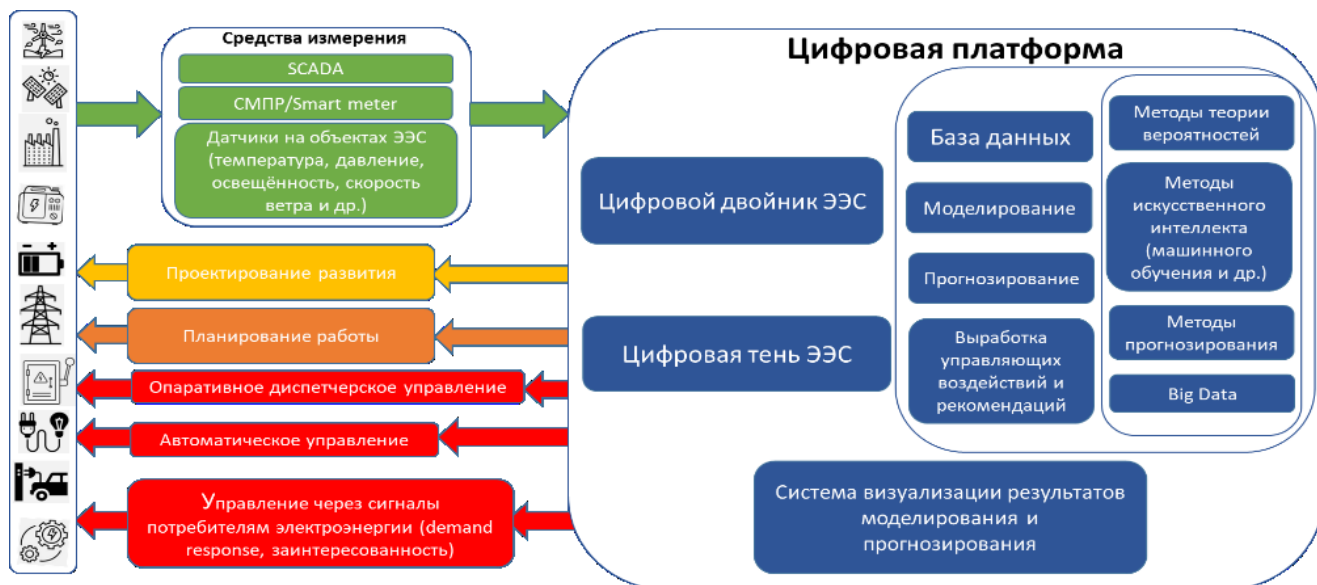 Средства измерения
SCADA
СМПР/Smart meter
Датчики на объектах ЭЭС
(температура, давление,
освещённость, скорость
ветра и др.)
Проектирование развития
Планирование работы
Опаративное диспетчерское управление
Автоматическое управление
Управление через сигналы
потребителям электроэнергии (demand
response, заинтересованность)
Цифровая платформа
Цифровой двойник ЭЭС
Цифровая тень ЭЭС
База данных
Моделирование
Прогнозирование
Выработка
управляющих
воздействий и
рекомендаций
Методы теории
вероятностей
Методы
искусственного
интеллекта
(машинного
обучения и др.)
Методы
прогнозирования
Big Data
Система визуализации результатов
моделирования и
прогнозирования